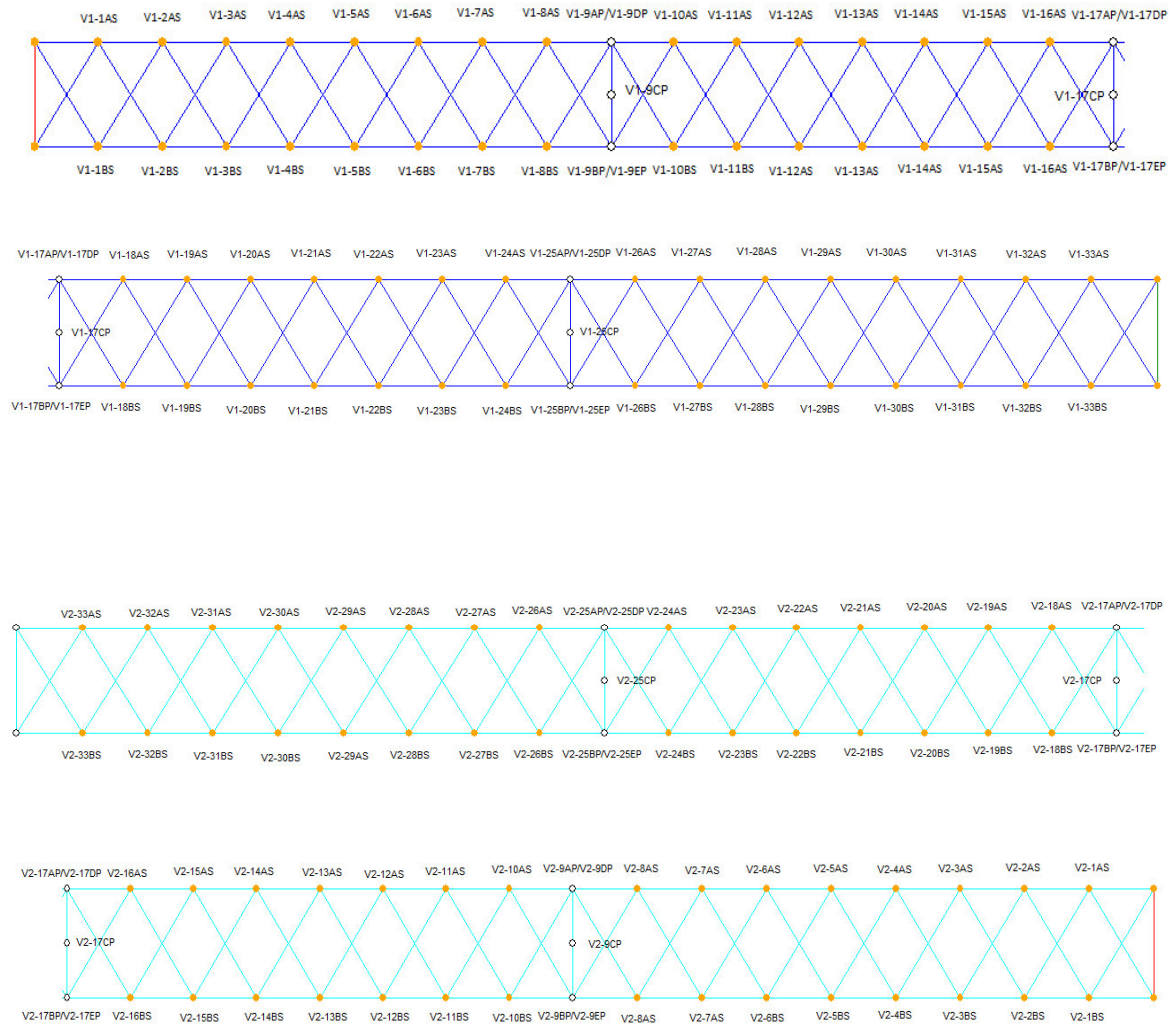 V1-1AS V1-2AS V1-3AS V1-4AS V1-5AS V1-6AS V1-7AS V1-8AS V1-9AP/V1-9DP V1-10AS V1-11AS V1-12AS V1-13AS V1-14AS V1-15AS V1-16AS V1-17AP/V1-17DP
V1-9CP V1-17CP
V1-1BS V1-2BS V1-3BS V1-4BS V1-5BS V1-6BS V1-7BS V1-8BS V1-9BP/V1-9EP V1-10BS V1-11BS V1-12AS V1-13AS V1-14AS V1-15AS V1-16AS V1-17BP/V1-17EP
V1-17AP/V1-17DP V1-18AS V1-19AS V1-20AS V1-21AS V1-22AS V1-23AS V1-24AS V1-25AP/V1-25DP V1-26AS V1-27AS V1-28AS V1-29AS V1-30AS V1-31AS V1-32AS V1-33AS
V1-17CP V1-25CP
V1-17BP/V1-17EP V1-18BS V1-19BS V1-20BS V1-21BS V1-22BS V1-23BS V1-24BS V1-25BP/V1-25EP V1-26BS V1-27BS V1-28BS V1-29BS V1-30BS V1-31BS V1-32BS V1-33BS
V2-33AS V2-32AS V2-31AS V2-30AS V2-29AS V2-28AS V2-27AS V2-26AS V2-25AP/V2-25DP V2-24AS V2-23AS V2-22AS V2-21AS V2-20AS V2-19AS V2-18AS V2-17AP/V2-17DP
V2-25CP V2-17CP
V2-33BS V2-32BS V2-31BS V2-30BS V2-29AS V2-28BS V2-27BS V2-26BS V2-25BP/V2-25EP V2-24BS V2-23BS V2-22BS V2-21BS V2-20BS V2-19BS V2-18BS V2-17BP/V2-17EP
V2-17AP/V2-17DP V2-16AS V2-15AS V2-14AS V2-13AS V2-12AS V2-11AS V2-10AS V2-9AP/V2-9DP V2-8AS V2-7AS V2-6AS V2-5AS V2-4AS V2-3AS V2-2AS V2-1AS
V2-17CP V2-9CP
V2-17BP/V2-17EP V2-16BS V2-15BS V2-14BS V2-13BS V2-12BS V2-11BS V2-10BS V2-9BP/V2-9EP V2-8AS V2-7AS V2-6BS V2-5BS V2-4BS V2-3BS V2-2BS V2-1BS